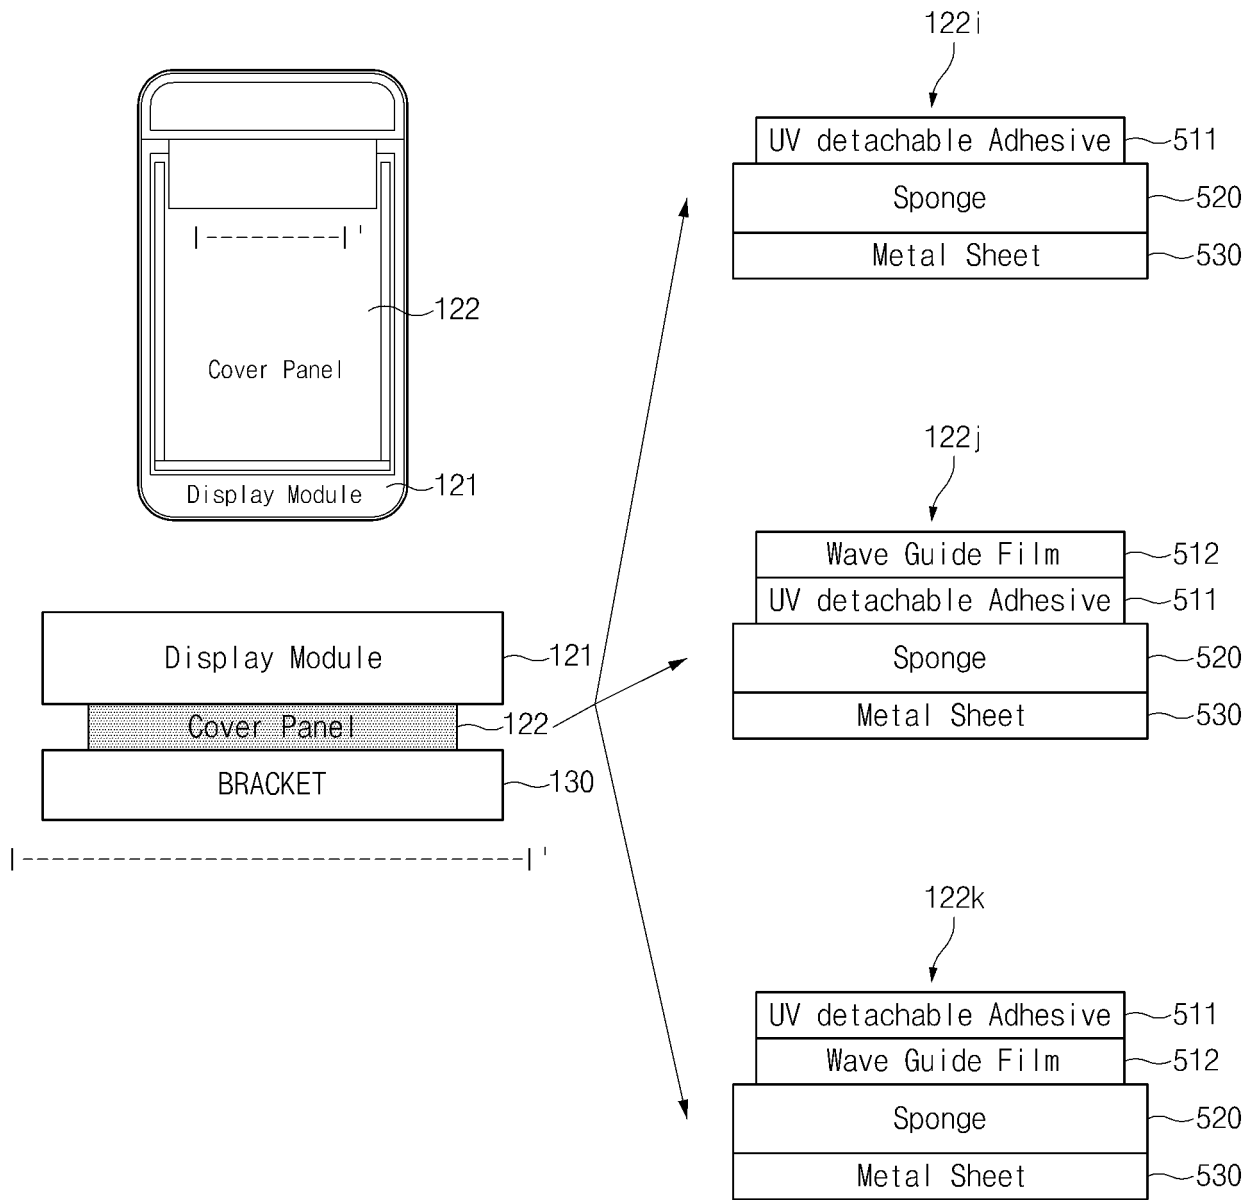 |---------|'
122
Cover Panel
Display Module
121
Display Module
121
Cover Panel
122
BRACKET
130
|---------------------------------|'
122i
UV detachable Adhesive
511
Sponge
520
Metal Sheet
530
122j
Wave Guide Film
512
UV detachable Adhesive
511
Sponge
520
Metal Sheet
530
122k
UV detachable Adhesive
511
Wave Guide Film
512
Sponge
520
Metal Sheet
530